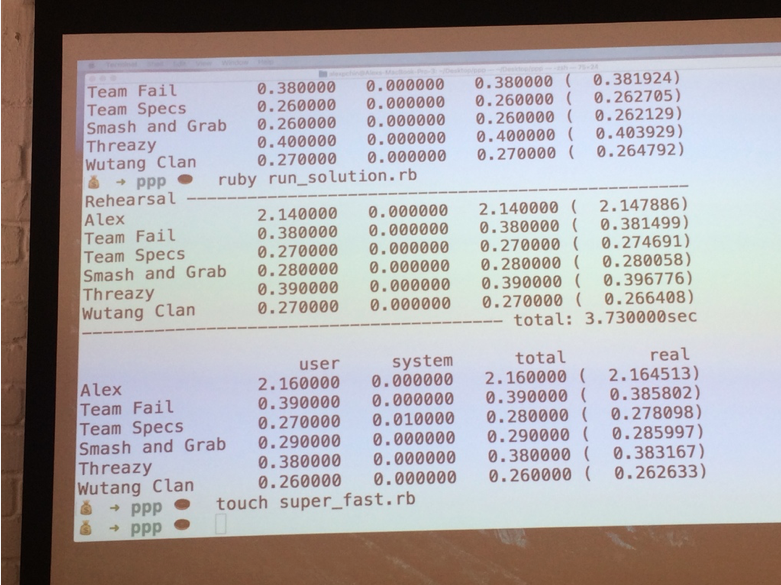 Terminal Shell Edit View Window Help
Team Fail 0.380000 0.000000 0.380000 ( 0.381924)
Team Specs 0.260000 0.000000 0.260000 ( 0.262705)
Smash and Grab 0.260000 0.000000 0.260000 ( 0.262129)
Threazy 0.400000 0.000000 0.400000 ( 0.403929)
Wutang Clan 0.270000 0.000000 0.270000 ( 0.264792)
💰 → ppp ruby run_solution.rb
Rehearsal --------------------------------------------------
Alex 2.140000 0.000000 2.140000 ( 2.147886)
Team Fail 0.380000 0.000000 0.380000 ( 0.381499)
Team Specs 0.270000 0.000000 0.270000 ( 0.274691)
Smash and Grab 0.280000 0.000000 0.280000 ( 0.280058)
Threazy 0.390000 0.000000 0.390000 ( 0.396776)
Wutang Clan 0.270000 0.000000 0.270000 ( 0.266408)
----------------------------------------- total: 3.730000sec
user system total real
Alex 2.160000 0.000000 2.160000 ( 2.164513)
Team Fail 0.390000 0.000000 0.390000 ( 0.385802)
Team Specs 0.270000 0.010000 0.280000 ( 0.278098)
Smash and Grab 0.290000 0.000000 0.290000 ( 0.285997)
Threazy 0.380000 0.000000 0.380000 ( 0.383167)
Wutang Clan 0.260000 0.000000 0.260000 ( 0.262633)
💰 → ppp touch super_fast.rb
💰 → ppp